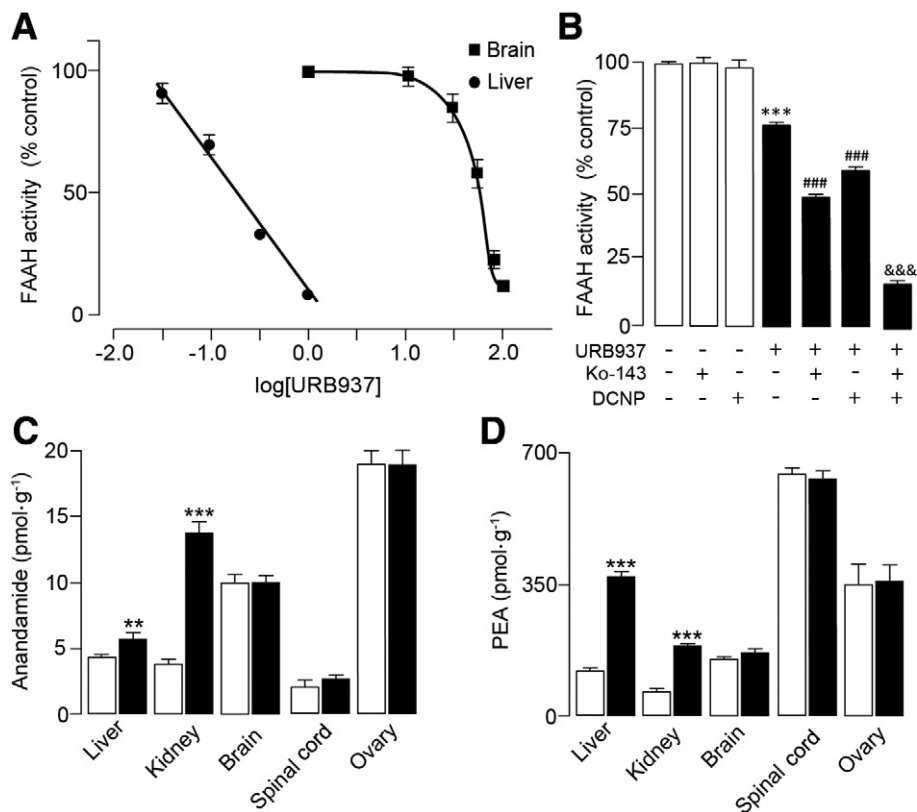 A
FAAH activity (% control)
100
50
0
-2.0 -1.0 0.0 1.0 2.0
log[URB937]
Brain
Liver
B
FAAH activity (% control)
100
75
50
25
0
***
###
###
&&&
URB937 - - - + + + +
Ko-143 - + - - + - +
DCNP - - + - - + +
C
Anandamide (pmol·g-1)
20
15
10
5
0
**
***
Liver Kidney Brain Spinal cord Ovary
D
PEA (pmol·g-1)
700
350
0
***
***
Liver Kidney Brain Spinal cord Ovary